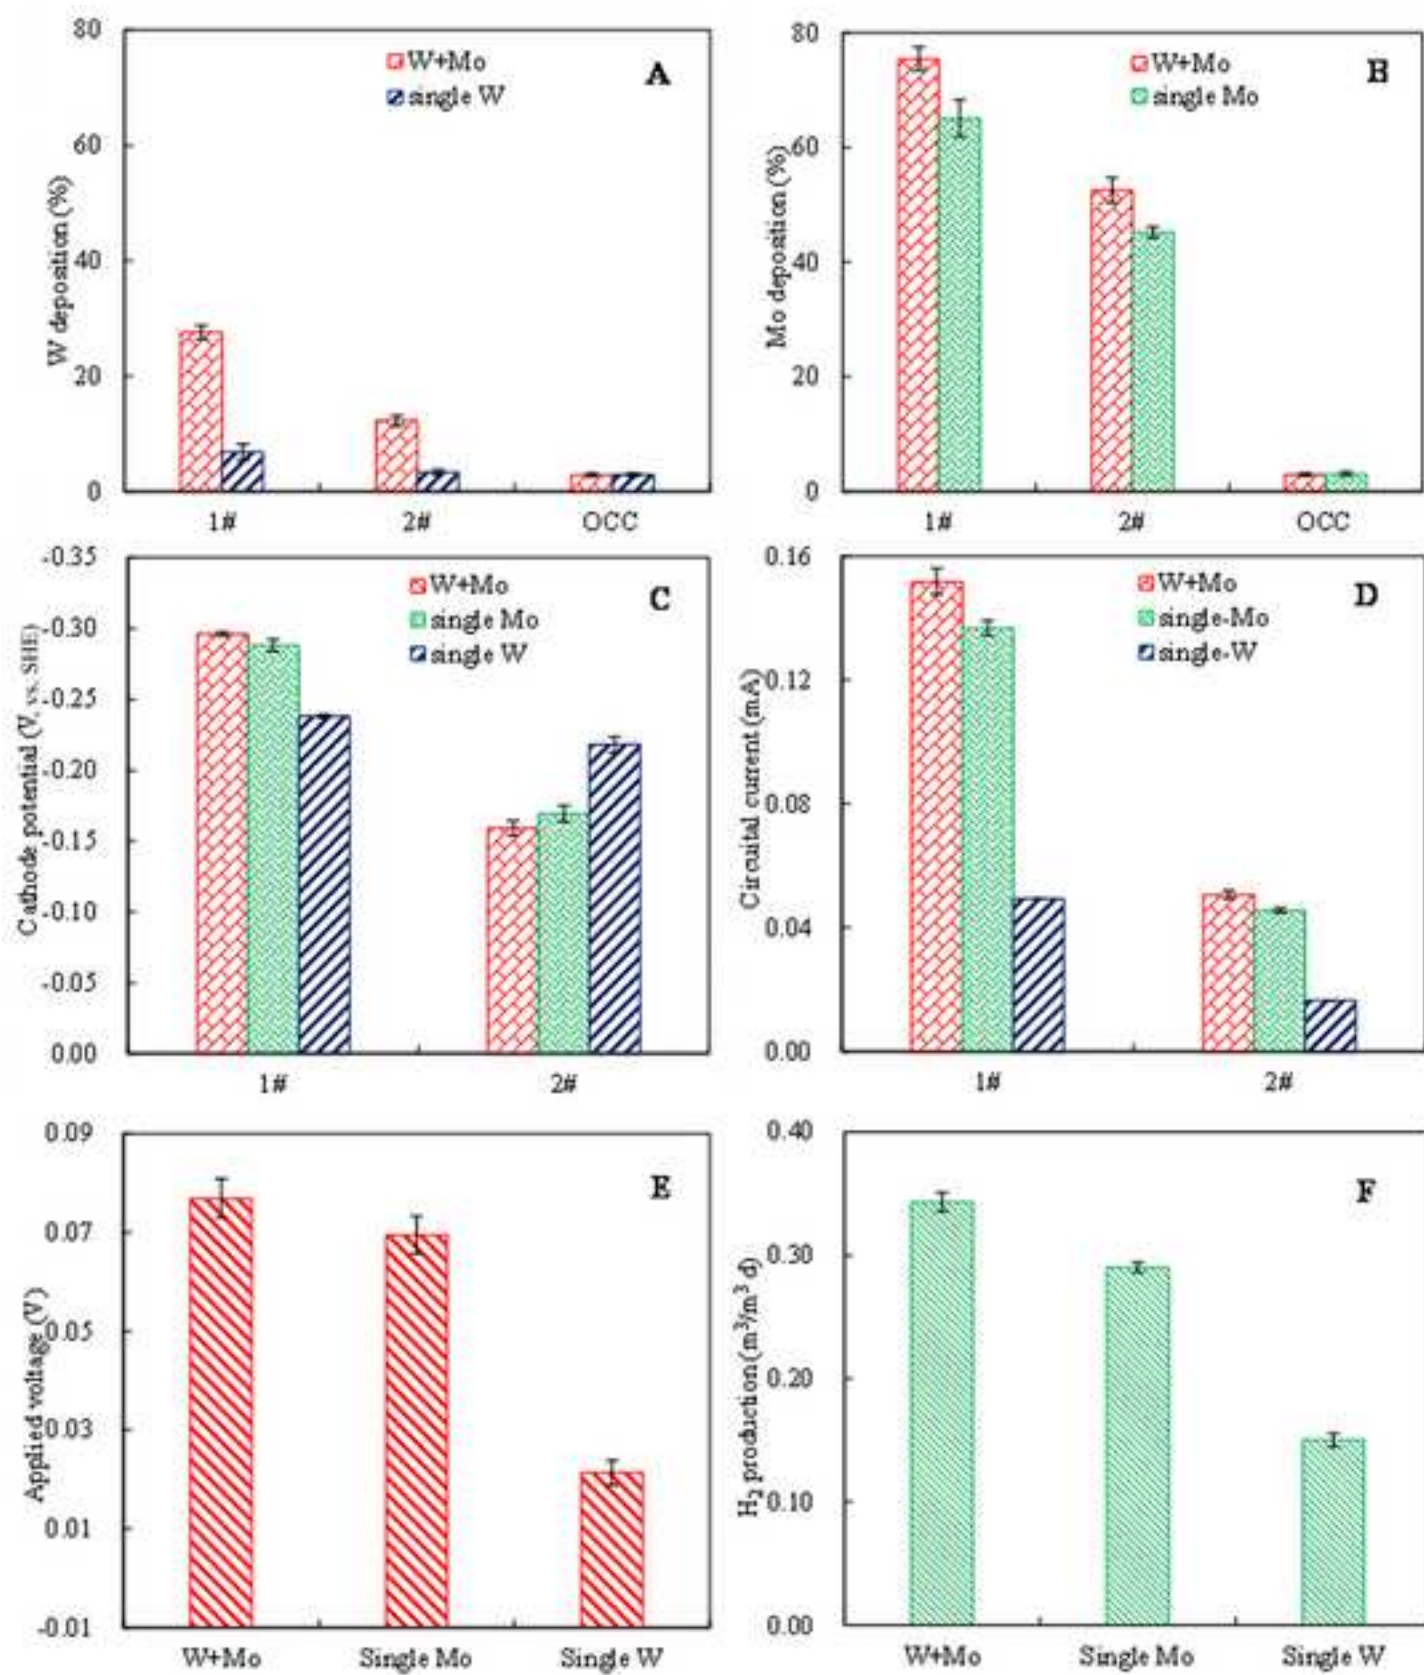 80
60
40
20
0
W deposition (%)
W+Mo
single W
A
1#
2#
OCC
80
60
40
20
0
Mo deposition (%)
W+Mo
single Mo
B
1#
2#
OCC
-0.35
-0.30
-0.25
-0.20
-0.15
-0.10
-0.05
0.00
Cathode potential (V, vs. SHE)
W+Mo
single Mo
single W
C
1#
2#
0.16
0.12
0.08
0.04
0.00
Circuital current (mA)
W+Mo
single-Mo
single-W
D
1#
2#
0.09
0.07
0.05
0.03
0.01
-0.01
Applied voltage (V)
E
W+Mo
Single Mo
Single W
0.40
0.30
0.20
0.10
0.00
H₂ production (m³/m³ d)
F
W+Mo
Single Mo
Single W